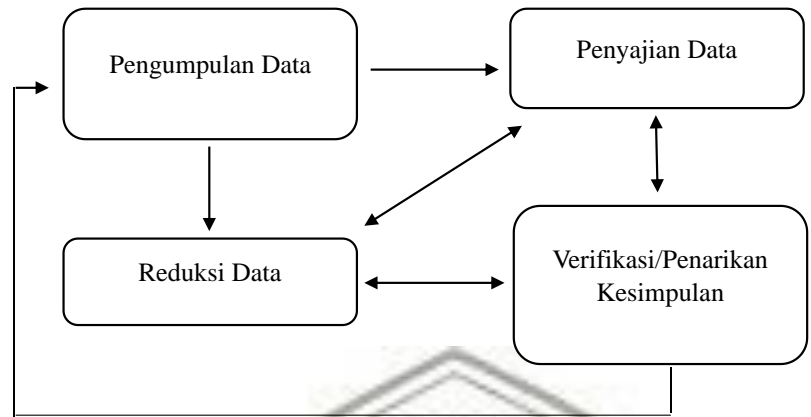 Pengumpulan Data
Penyajian Data
Reduksi Data
Verifikasi/Penarikan
Kesimpulan